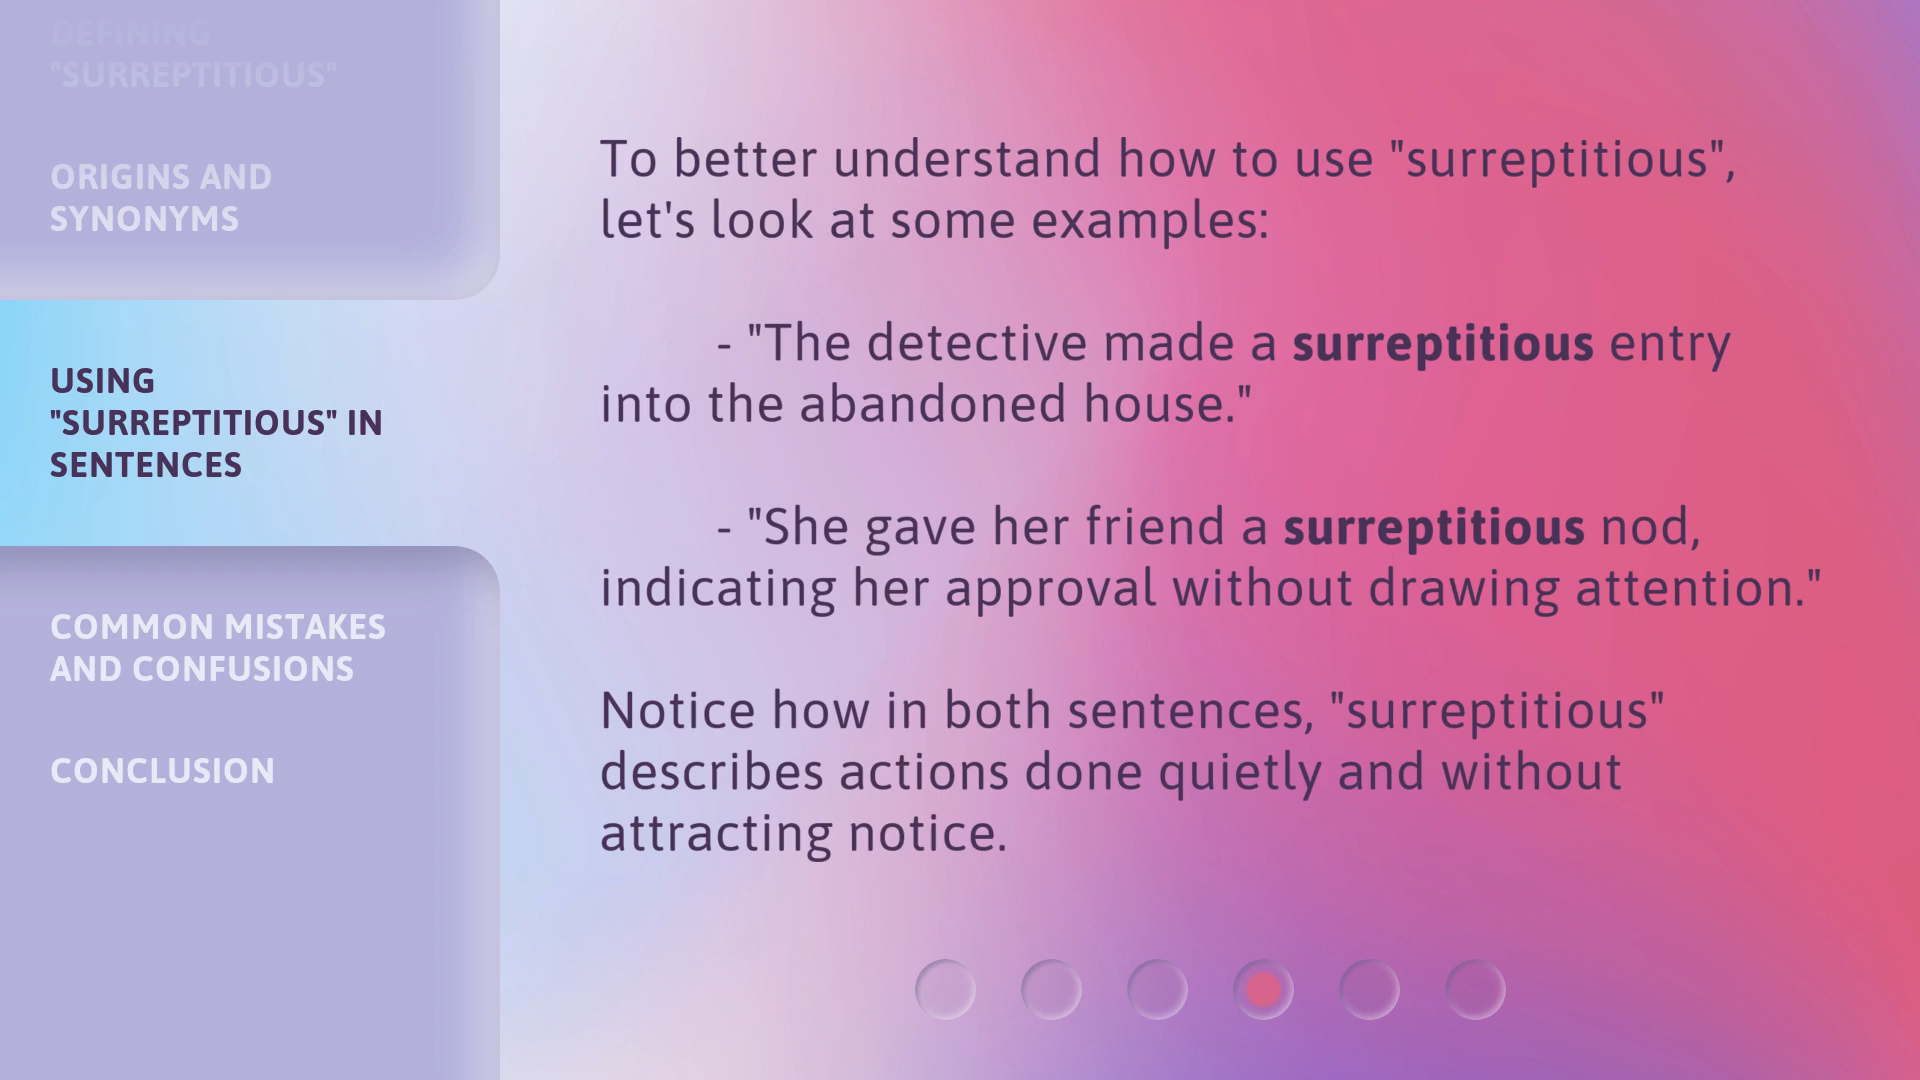 DEFINING
"SURREPTITIOUS"
ORIGINS AND
SYNONYMS
USING
"SURREPTITIOUS" IN
SENTENCES
COMMON MISTAKES
AND CONFUSIONS
CONCLUSION
To better understand how to use "surreptitious",
let's look at some examples:
- "The detective made a surreptitious entry
into the abandoned house."
- "She gave her friend a surreptitious nod,
indicating her approval without drawing attention."
Notice how in both sentences, "surreptitious"
describes actions done quietly and without
attracting notice.